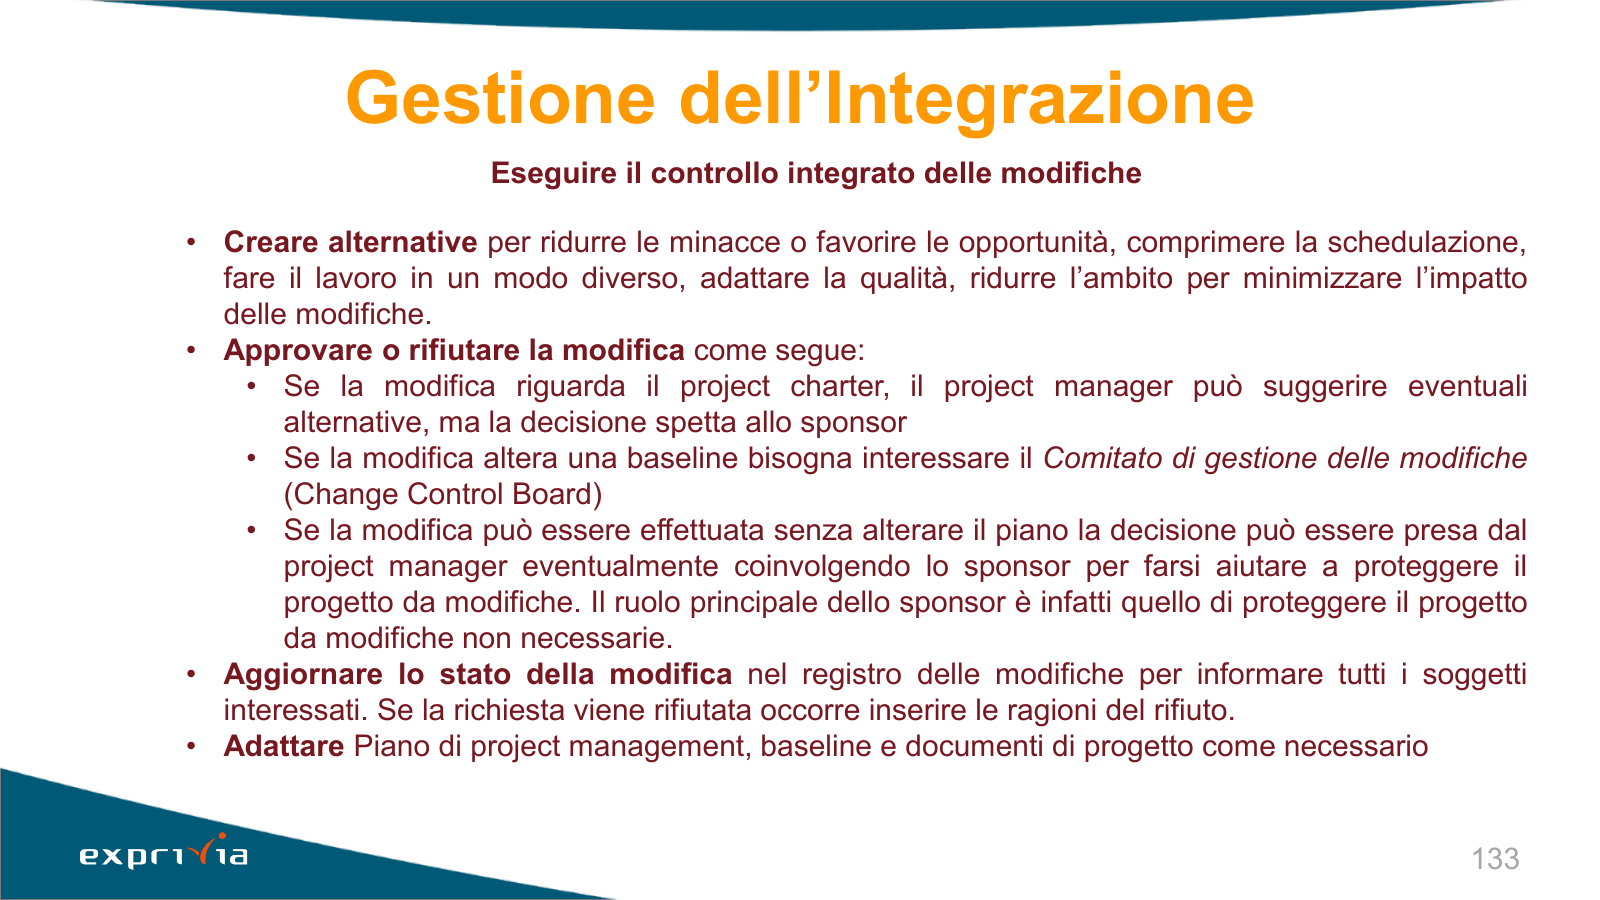 Gestione dell’Integrazione
Eseguire il controllo integrato delle modifiche
• Creare alternative per ridurre le minacce o favorire le opportunità, comprimere la schedulazione,
fare il lavoro in un modo diverso, adattare la qualità, ridurre l’ambito per minimizzare l’impatto
delle modifiche.
• Approvare o rifiutare la modifica come segue:
• Se la modifica riguarda il project charter, il project manager può suggerire eventuali
alternative, ma la decisione spetta allo sponsor
• Se la modifica altera una baseline bisogna interessare il Comitato di gestione delle modifiche
(Change Control Board)
• Se la modifica può essere effettuata senza alterare il piano la decisione può essere presa dal
project manager eventualmente coinvolgendo lo sponsor per farsi aiutare a proteggere il
progetto da modifiche. Il ruolo principale dello sponsor è infatti quello di proteggere il progetto
da modifiche non necessarie.
• Aggiornare lo stato della modifica nel registro delle modifiche per informare tutti i soggetti
interessati. Se la richiesta viene rifiutata occorre inserire le ragioni del rifiuto.
• Adattare Piano di project management, baseline e documenti di progetto come necessario
exprivia
133